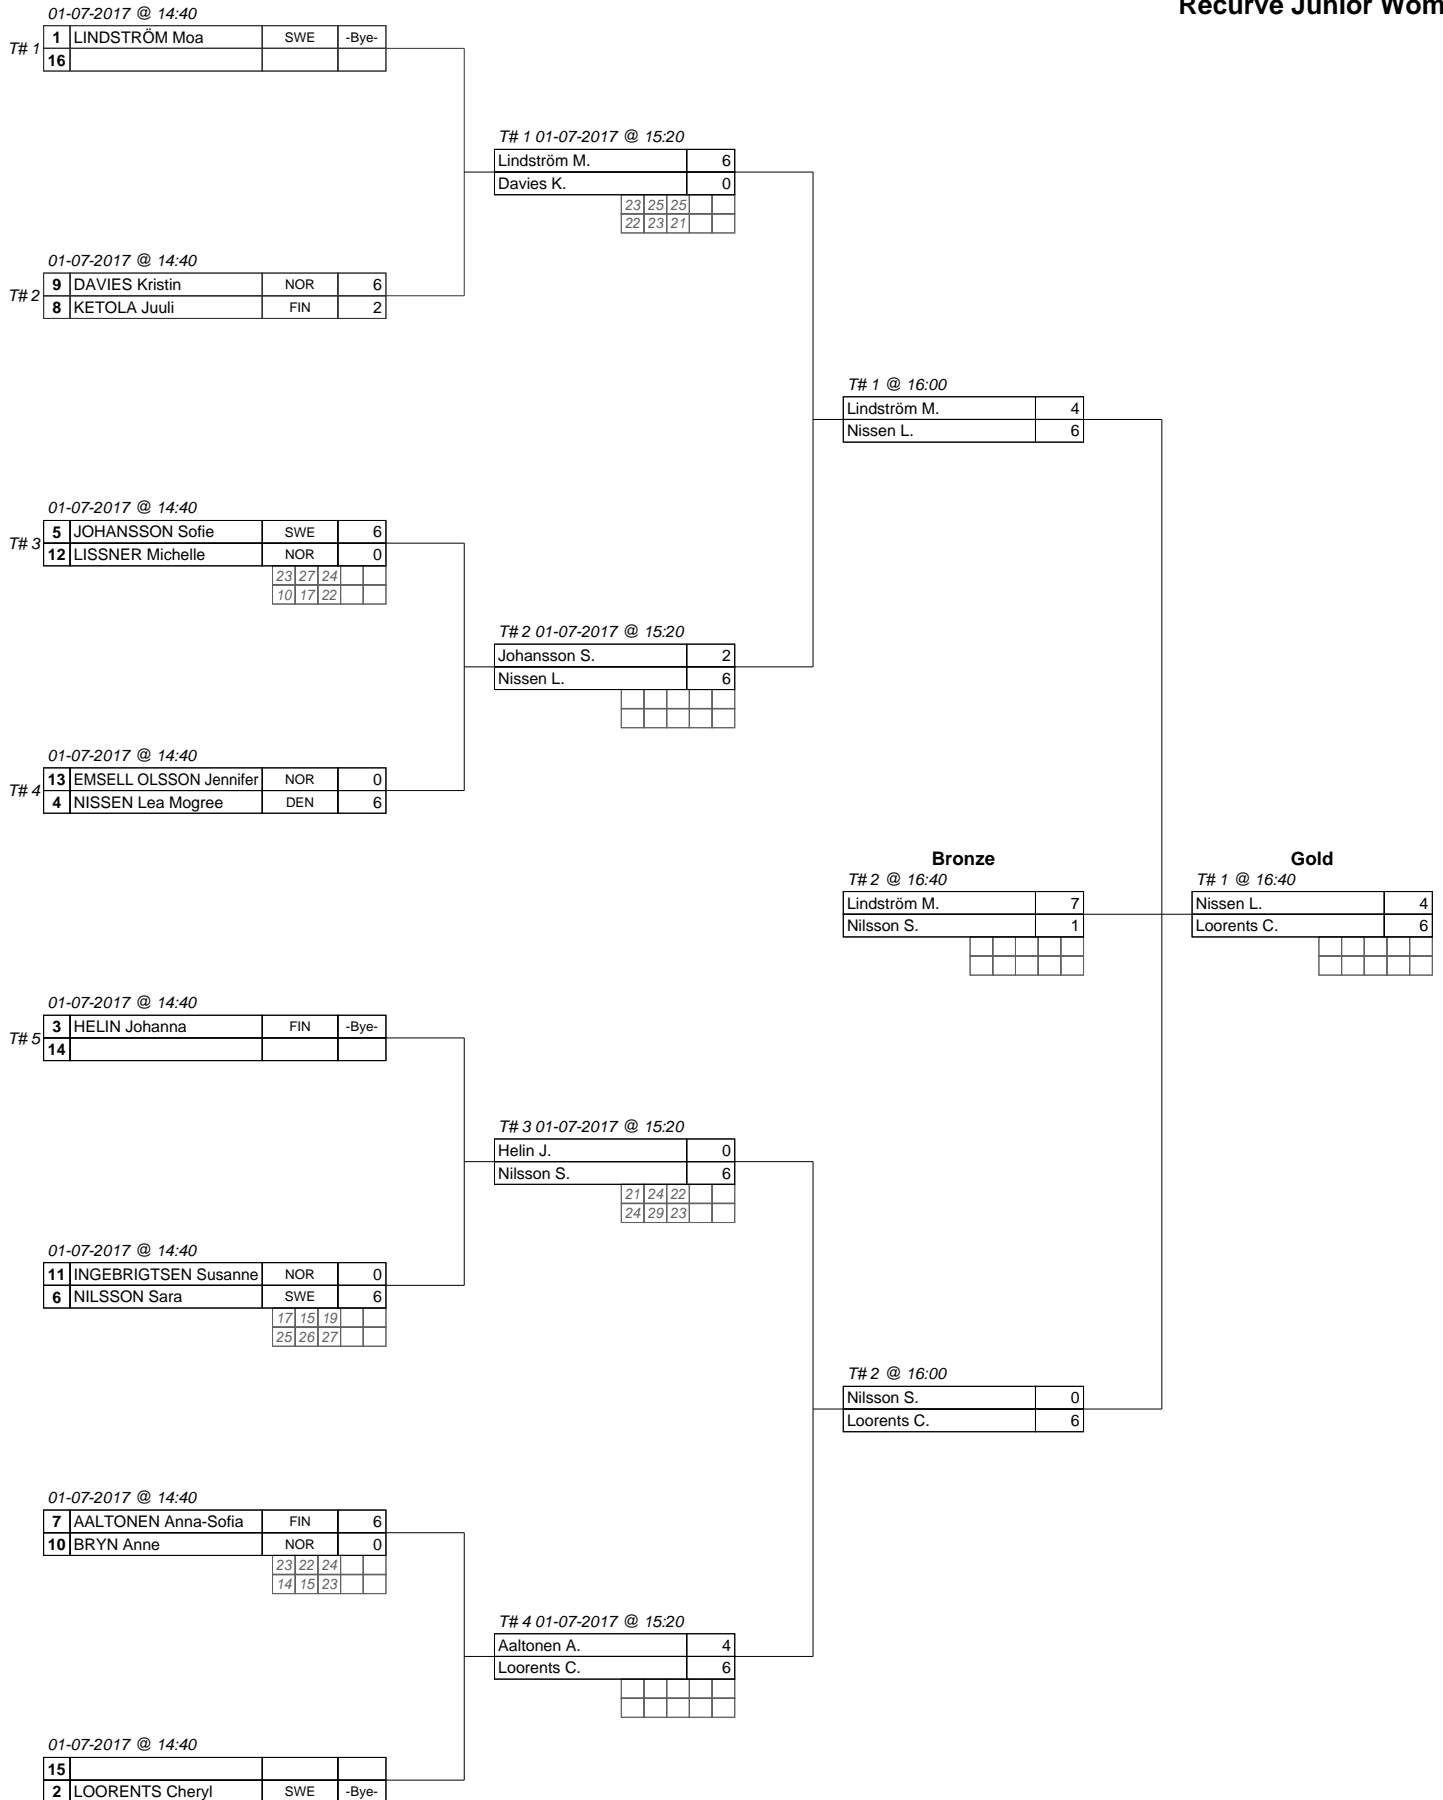 Recurve Junior Wom
01-07-2017 @ 14:40
T# 1
1 LINDSTRÖM Moa SWE -Bye-
16
T# 1 01-07-2017 @ 15:20
Lindström M. 6
Davies K. 0
23 25 25
22 23 21
01-07-2017 @ 14:40
T# 2
9 DAVIES Kristin NOR 6
8 KETOLA Juuli FIN 2
T# 1 @ 16:00
Lindström M. 4
Nissen L. 6
01-07-2017 @ 14:40
T# 3
5 JOHANSSON Sofie SWE 6
12 LISSNER Michelle NOR 0
23 27 24
10 17 22
T# 2 01-07-2017 @ 15:20
Johansson S. 2
Nissen L. 6
01-07-2017 @ 14:40
T# 4
13 EMSELL OLSSON Jennifer NOR 0
4 NISSEN Lea Mogree DEN 6
Bronze
T# 2 @ 16:40
Lindström M. 7
Nilsson S. 1
Gold
T# 1 @ 16:40
Nissen L. 4
Loorents C. 6
01-07-2017 @ 14:40
T# 5
3 HELIN Johanna FIN -Bye-
14
T# 3 01-07-2017 @ 15:20
Helin J. 0
Nilsson S. 6
21 24 22
24 29 23
01-07-2017 @ 14:40
11 INGEBRIGTSEN Susanne NOR 0
6 NILSSON Sara SWE 6
17 15 19
25 26 27
T# 2 @ 16:00
Nilsson S. 0
Loorents C. 6
01-07-2017 @ 14:40
7 AALTONEN Anna-Sofia FIN 6
10 BRYN Anne NOR 0
23 22 24
14 15 23
T# 4 01-07-2017 @ 15:20
Aaltonen A. 4
Loorents C. 6
01-07-2017 @ 14:40
15
2 LOORENTS Cheryl SWE -Bye-